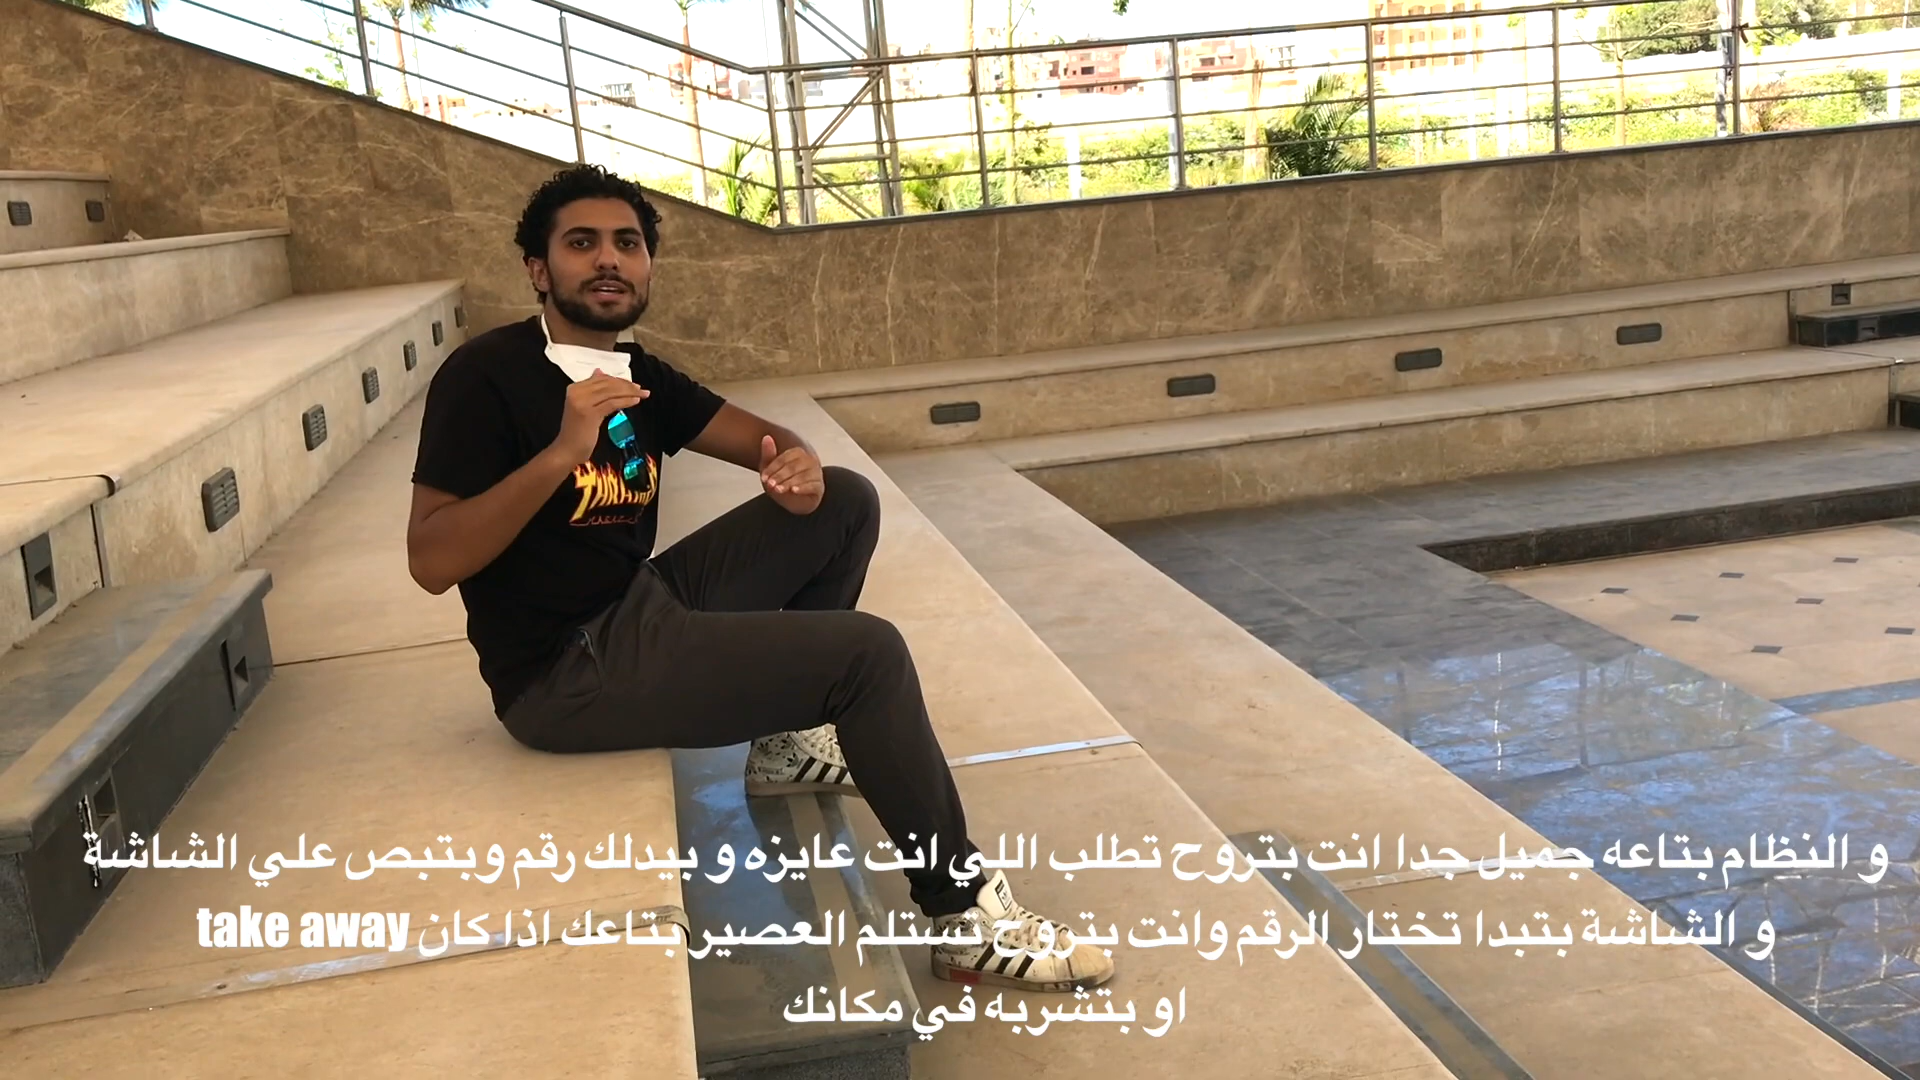 THRASHER
و النظام بتاعه جميل جدا انت بتروح تطلب اللي انت عايزه و بيدلك رقم وبتبص علي الشاشة
و الشاشة بتبدا تختار الرقم وانت بتروح تستلم العصير بتاعك اذا كان take away
او بتشربه في مكانك